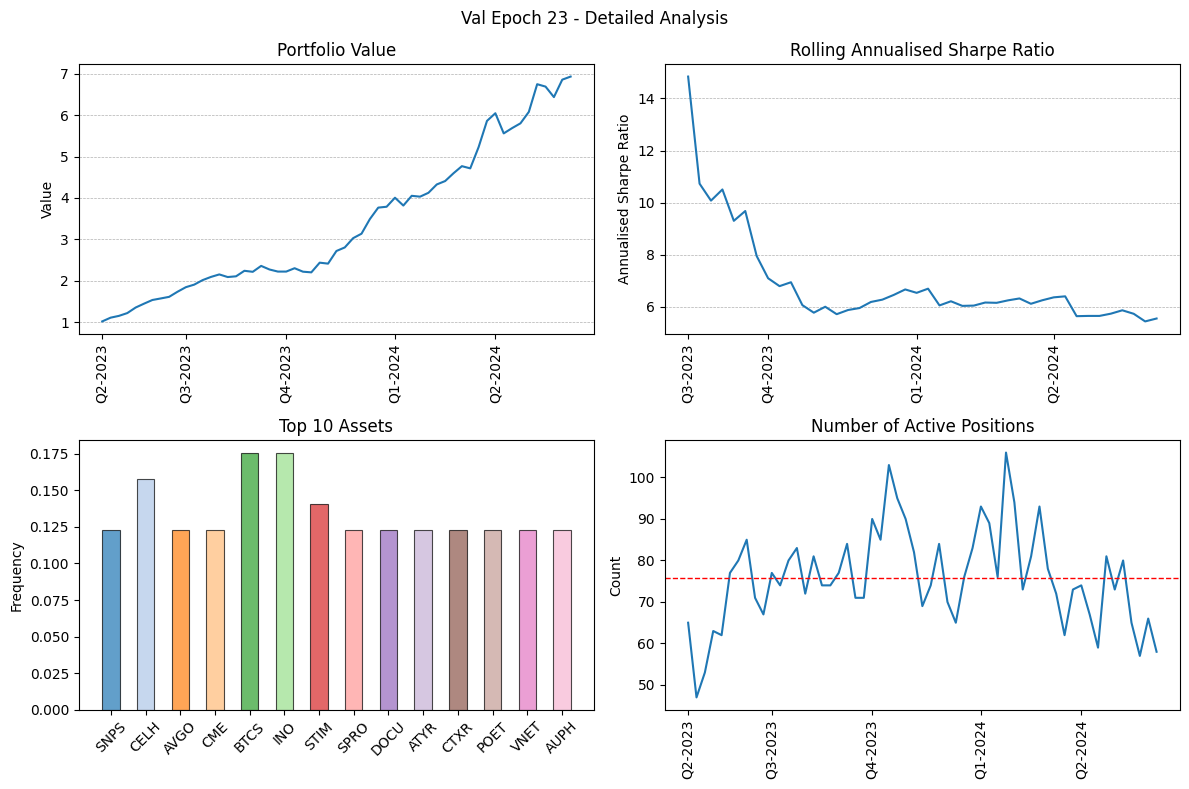 Val Epoch 23 - Detailed Analysis
Portfolio Value
Value
7
6
5
4
3
2
1
Q2-2023
Q3-2023
Q4-2023
Q1-2024
Q2-2024
Rolling Annualised Sharpe Ratio
Annualised Sharpe Ratio
14
12
10
8
6
Q3-2023
Q4-2023
Q1-2024
Q2-2024
Top 10 Assets
Frequency
0.175
0.150
0.125
0.100
0.075
0.050
0.025
0.000
SNPS
CELH
AVGO
CME
BTCS
INO
STIM
SPRO
DOCU
ATYR
CTXR
POET
VNET
AUPH
Number of Active Positions
Count
100
90
80
70
60
50
Q2-2023
Q3-2023
Q4-2023
Q1-2024
Q2-2024